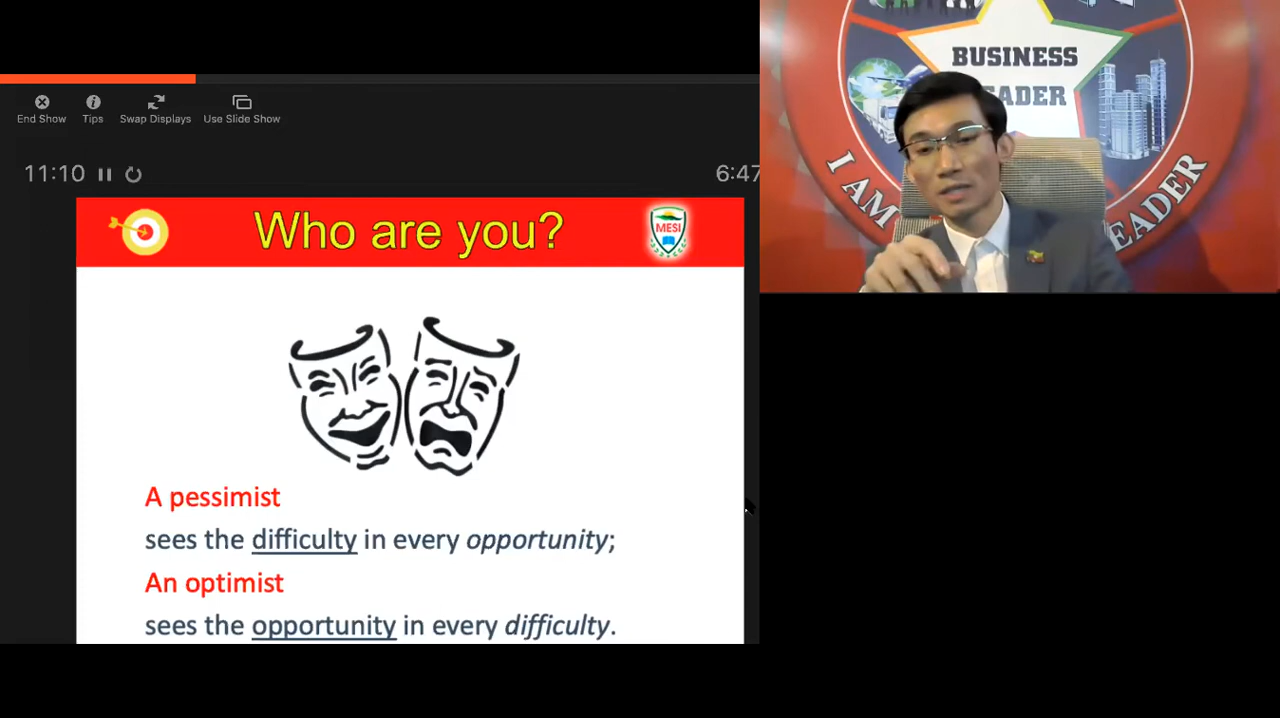 End Show
Tips
Swap Displays
Use Slide Show
11:10
6:47
Who are you?
MESI
A pessimist
sees the difficulty in every opportunity;
An optimist
sees the opportunity in every difficulty.
BUSINESS
EADER
I AM
EADER